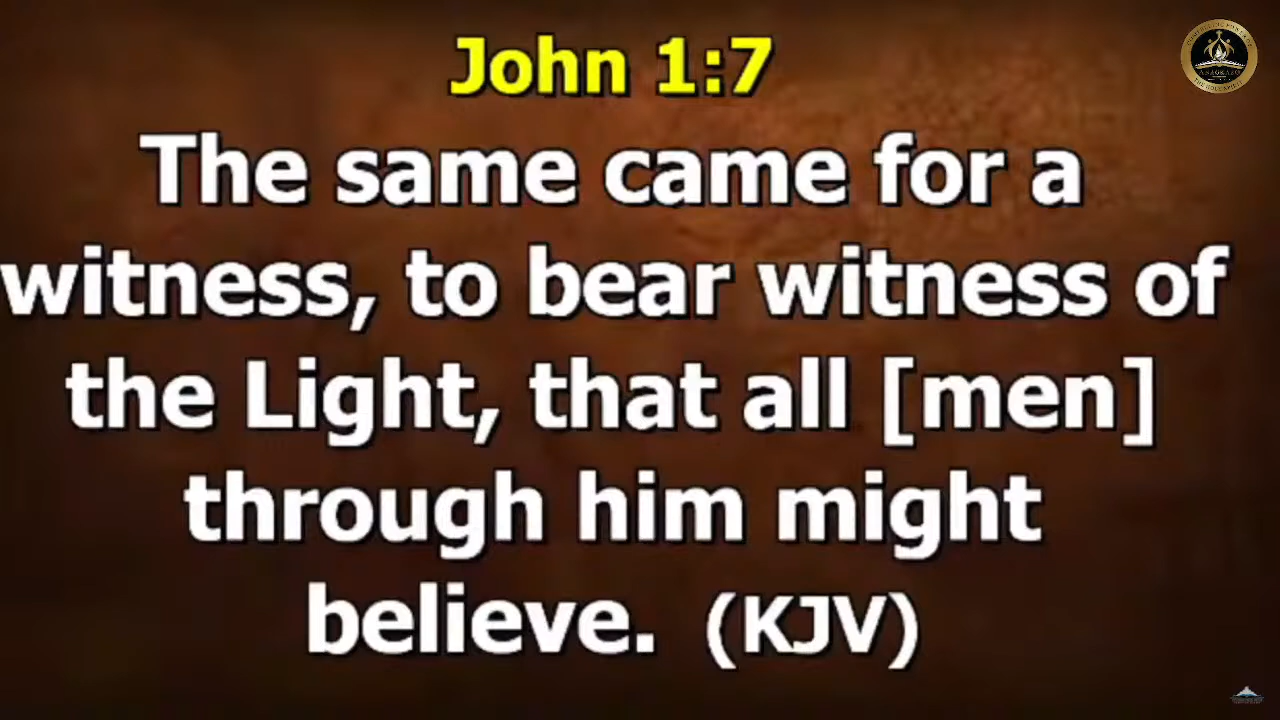 John 1:7
The same came for a
witness, to bear witness of
the Light, that all [men]
through him might
believe. (KJV)